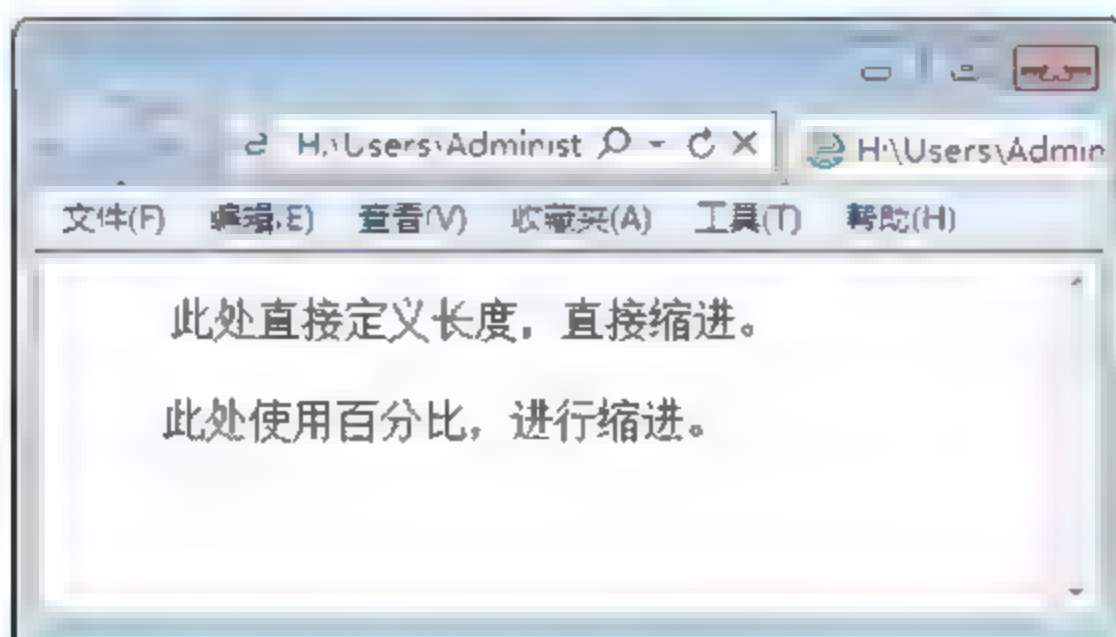 H:\Users\Administ H:\Users\Admin
文件(F) 编辑(E) 查看(V) 收藏夹(A) 工具(T) 帮助(H)
此处直接定义长度，直接缩进。
此处使用百分比，进行缩进。